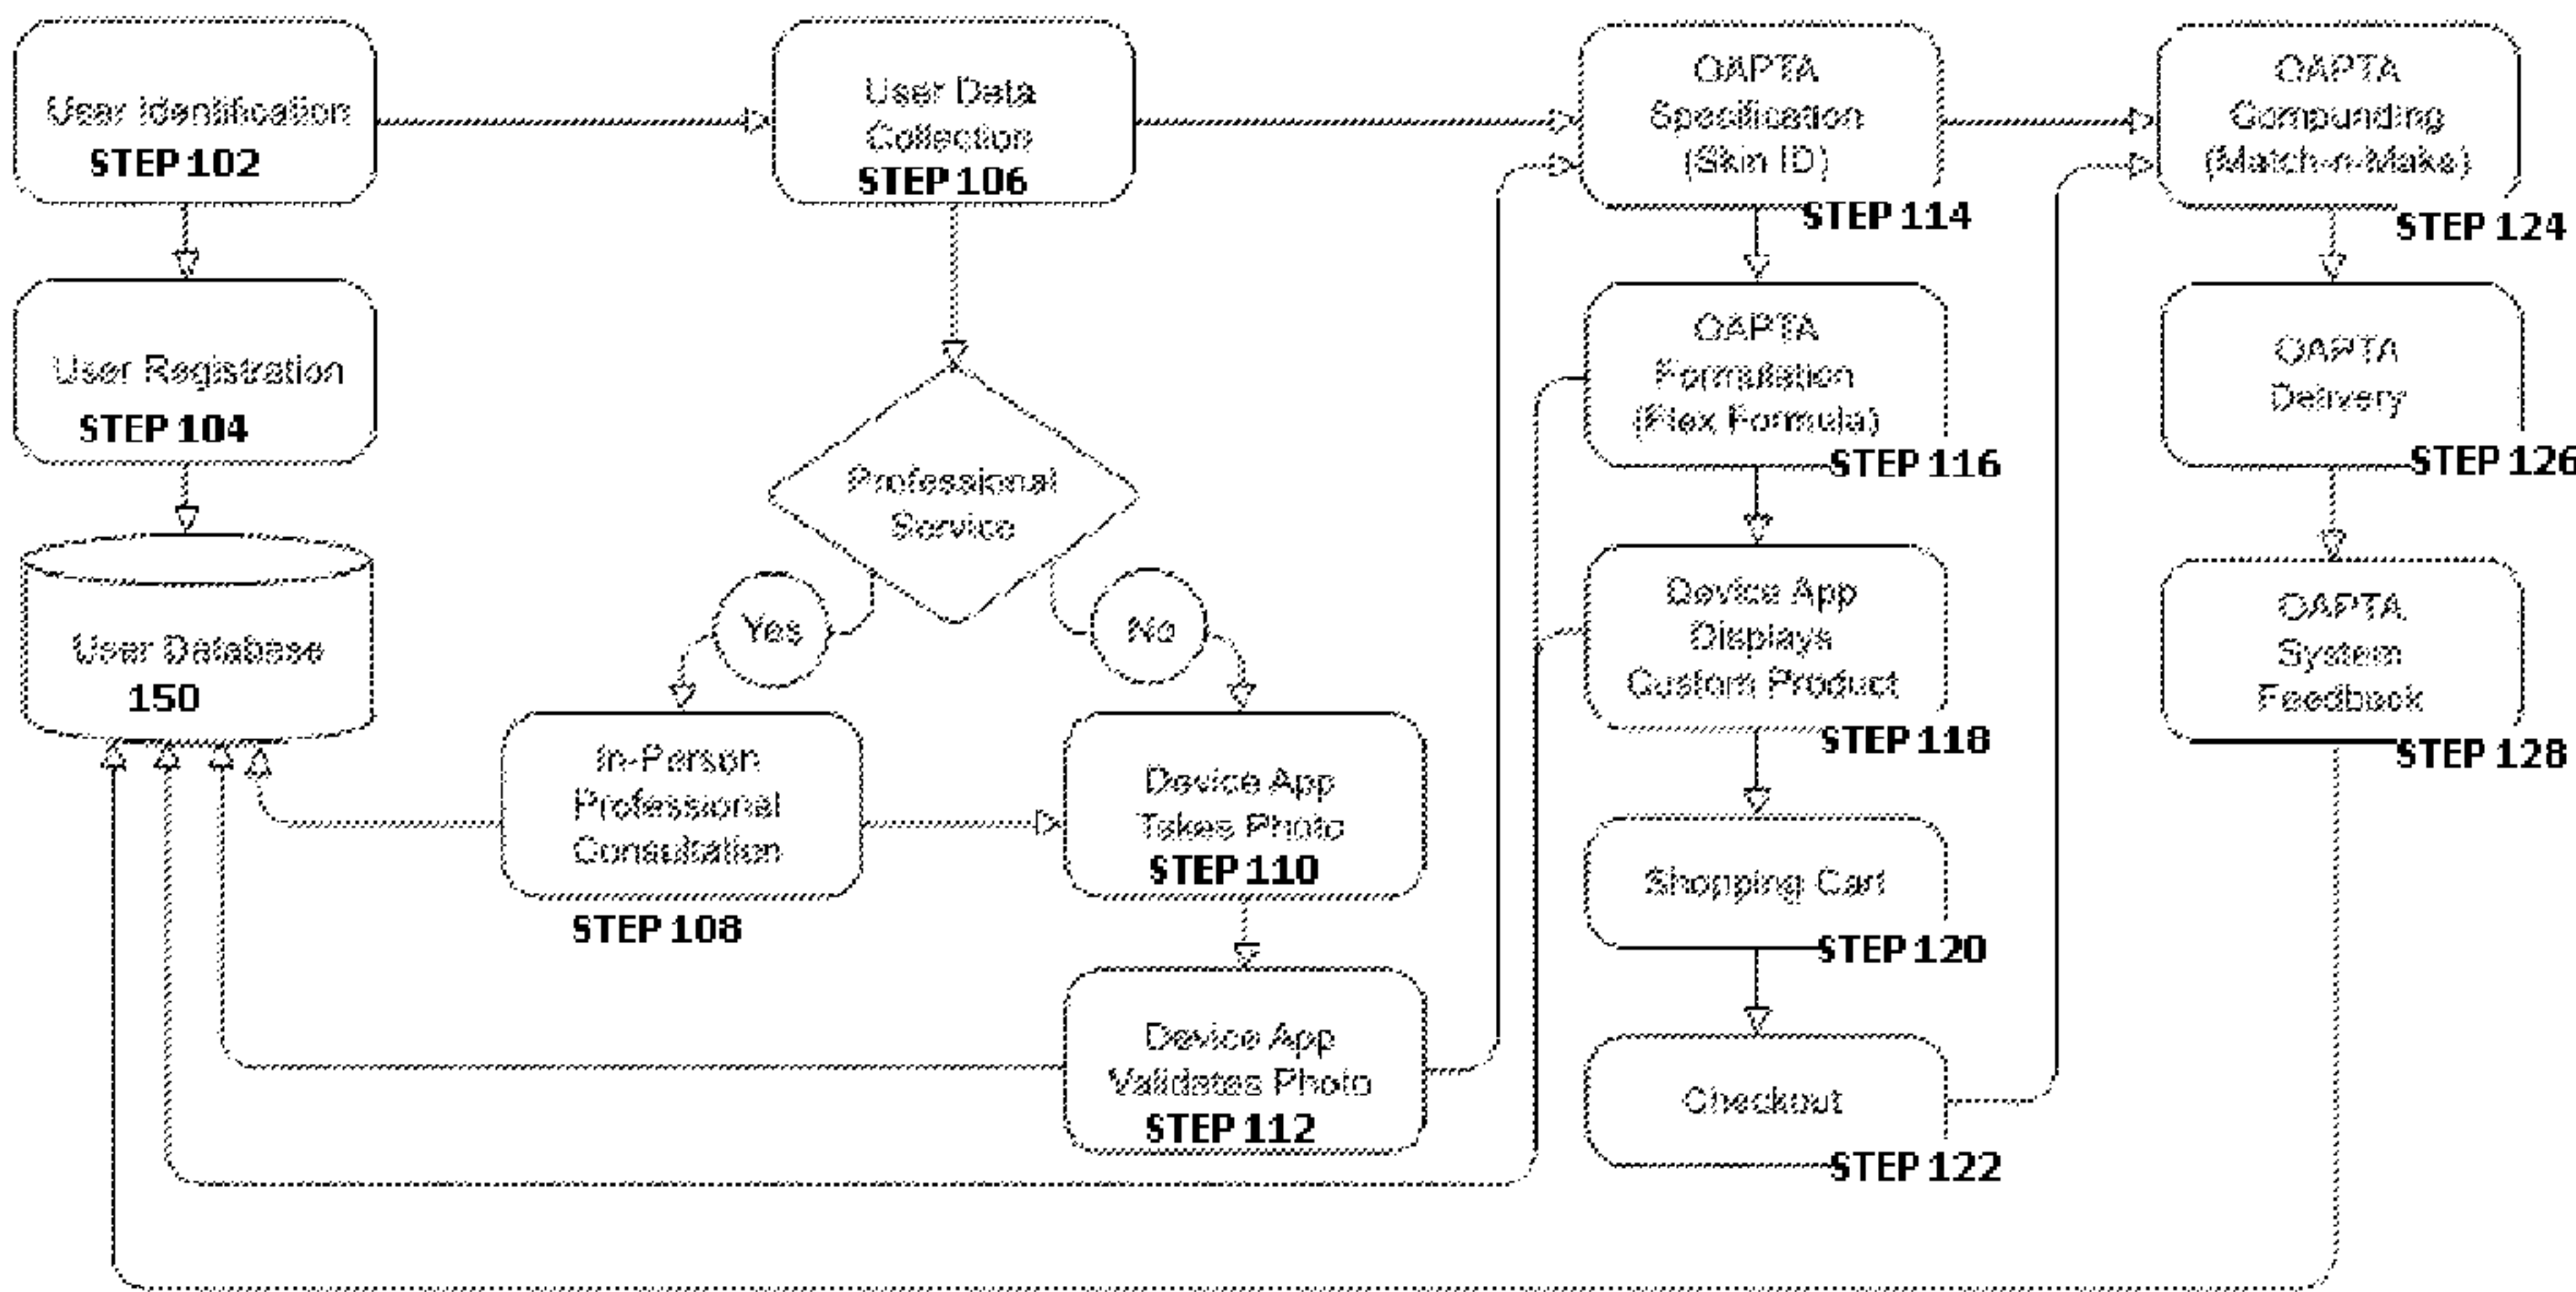 User Identification
STEP 102
User Registration
STEP 104
User Database
150
User Data
Collection
STEP 106
Professional
Service
Yes
No
In-Person
Professional
Consultation
STEP 108
Device App
Takes Photo
STEP 110
Device App
Validates Photo
STEP 112
OAPTA
Specification
(Skin ID)
STEP 114
OAPTA
Formulation
(Flex Formula)
STEP 116
Device App
Displays
Custom Product
STEP 118
Shopping Cart
STEP 120
Checkout
STEP 122
OAPTA
Compunding
(Match-n-Make)
STEP 124
OAPTA
Delivery
STEP 126
OAPTA
System
Feedback
STEP 128